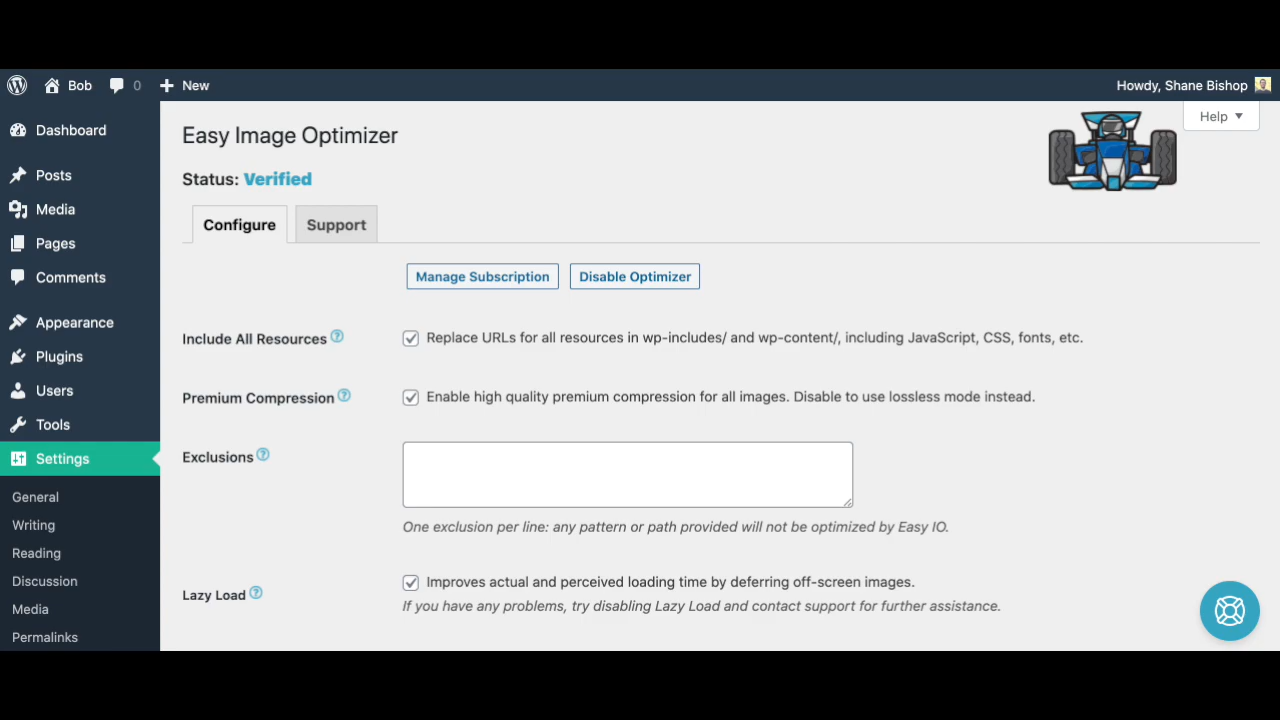 Bob
0
New
Howdy, Shane Bishop
Help
Dashboard
Posts
Media
Pages
Comments
Appearance
Plugins
Users
Tools
Settings
General
Writing
Reading
Discussion
Media
Permalinks
Easy Image Optimizer
Status: Verified
Configure
Support
Manage Subscription
Disable Optimizer
Include All Resources ?
Replace URLs for all resources in wp-includes/ and wp-content/, including JavaScript, CSS, fonts, etc.
Premium Compression ?
Enable high quality premium compression for all images. Disable to use lossless mode instead.
Exclusions ?
One exclusion per line: any pattern or path provided will not be optimized by Easy IO.
Lazy Load ?
Improves actual and perceived loading time by deferring off-screen images.
If you have any problems, try disabling Lazy Load and contact support for further assistance.